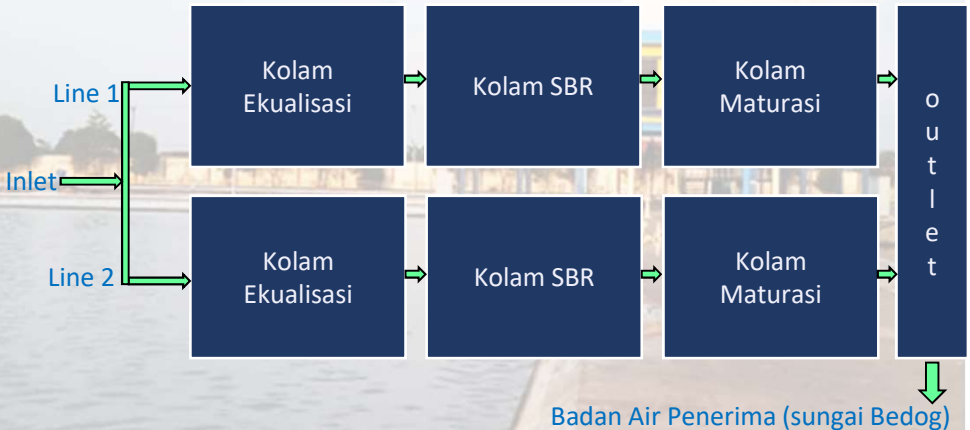 Line 1
Kolam
Ekualisasi
Kolam SBR
Kolam
Maturasi
Inlet
Line 2
Kolam
Ekualisasi
Kolam SBR
Kolam
Maturasi
o
u
t
l
e
t
Badan Air Penerima (sungai Bedog)